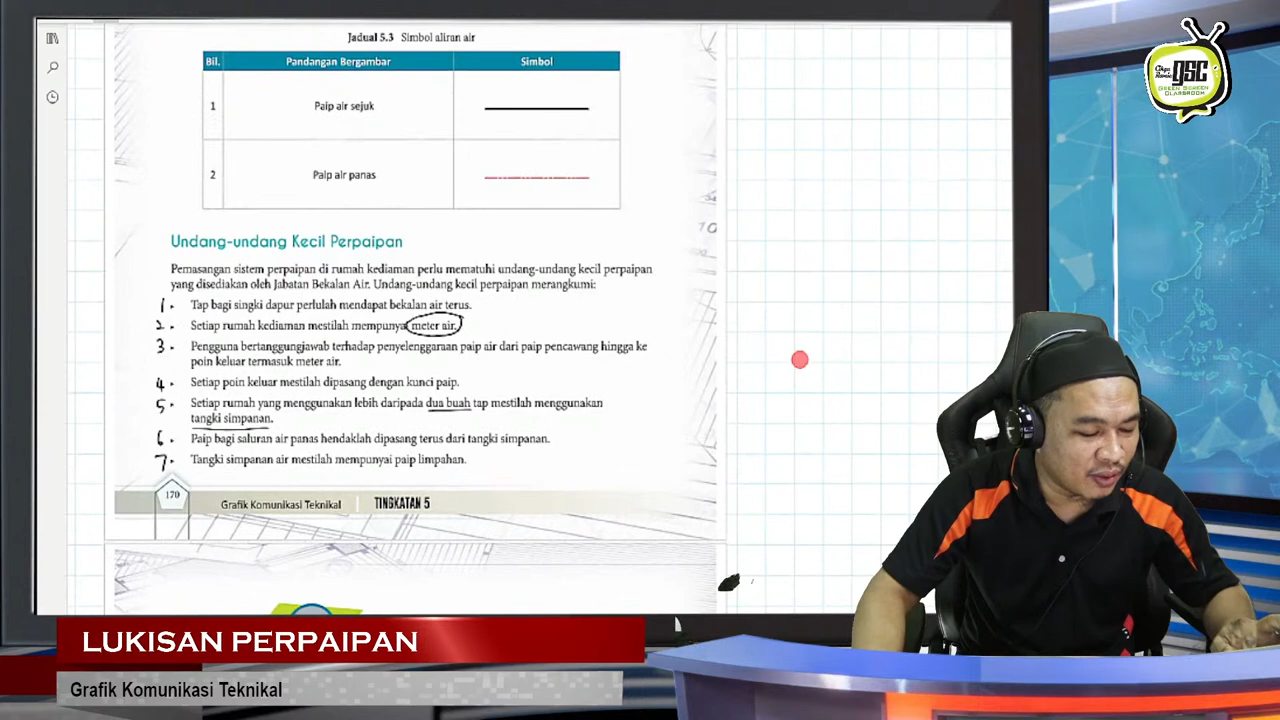 Jadual 5.3 Simbol aliran air
Bil. Pandangan Bergambar Simbol
1 Paip air sejuk
2 Paip air panas
Undang-undang Kecil Perpaipan
Pemasangan sistem perpaipan di rumah kediaman perlu mematuhi undang-undang kecil perpaipan
yang disediakan oleh Jabatan Bekalan Air. Undang-undang kecil perpaipan merangkumi:
1 Tap bagi singki dapur perlulah mendapat bekalan air terus.
2 Setiap rumah kediaman mestilah mempunyai meter air.
3 Pengguna bertanggungjawab terhadap penyelenggaraan paip air dari paip pencawang hingga ke
poin keluar termasuk meter air.
4 Setiap poin keluar mestilah dipasang dengan kunci paip.
5 Setiap rumah yang menggunakan lebih daripada dua buah tap mestilah menggunakan
tangki simpanan.
6 Paip bagi saluran air panas hendaklah dipasang terus dari tangki simpanan.
7 Tangki simpanan air mestilah mempunyai paip limpahan.
170 Grafik Komunikasi Teknikal TINGKATAN 5
gsc
GREEN SCREEN
CLASSROOM
LUKISAN PERPAIPAN
Grafik Komunikasi Teknikal